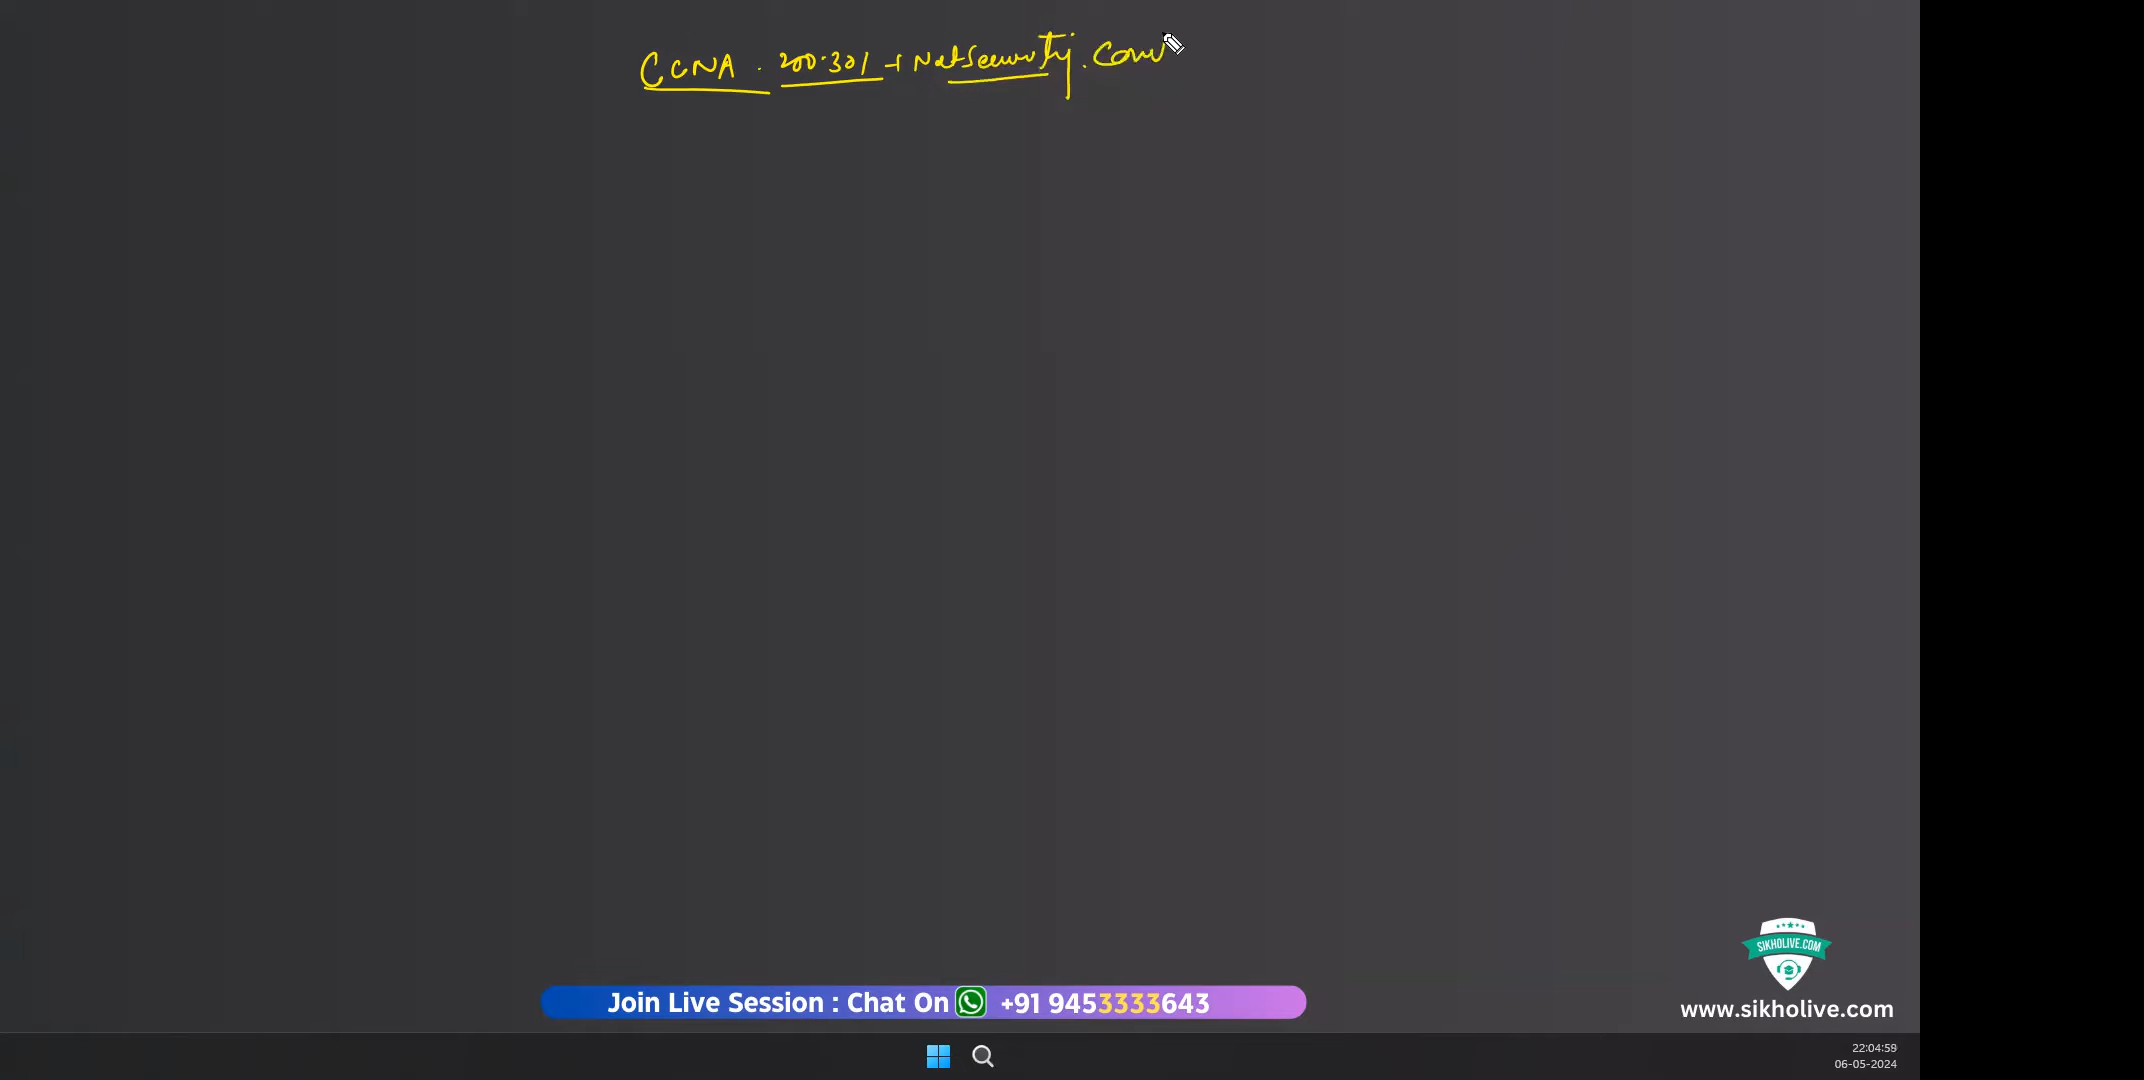 CCNA . 200-301 + NetSecurity . Com
Join Live Session : Chat On +91 9453333643
SIKHOLIVE.COM
www.sikholive.com
22:04:59
06-05-2024